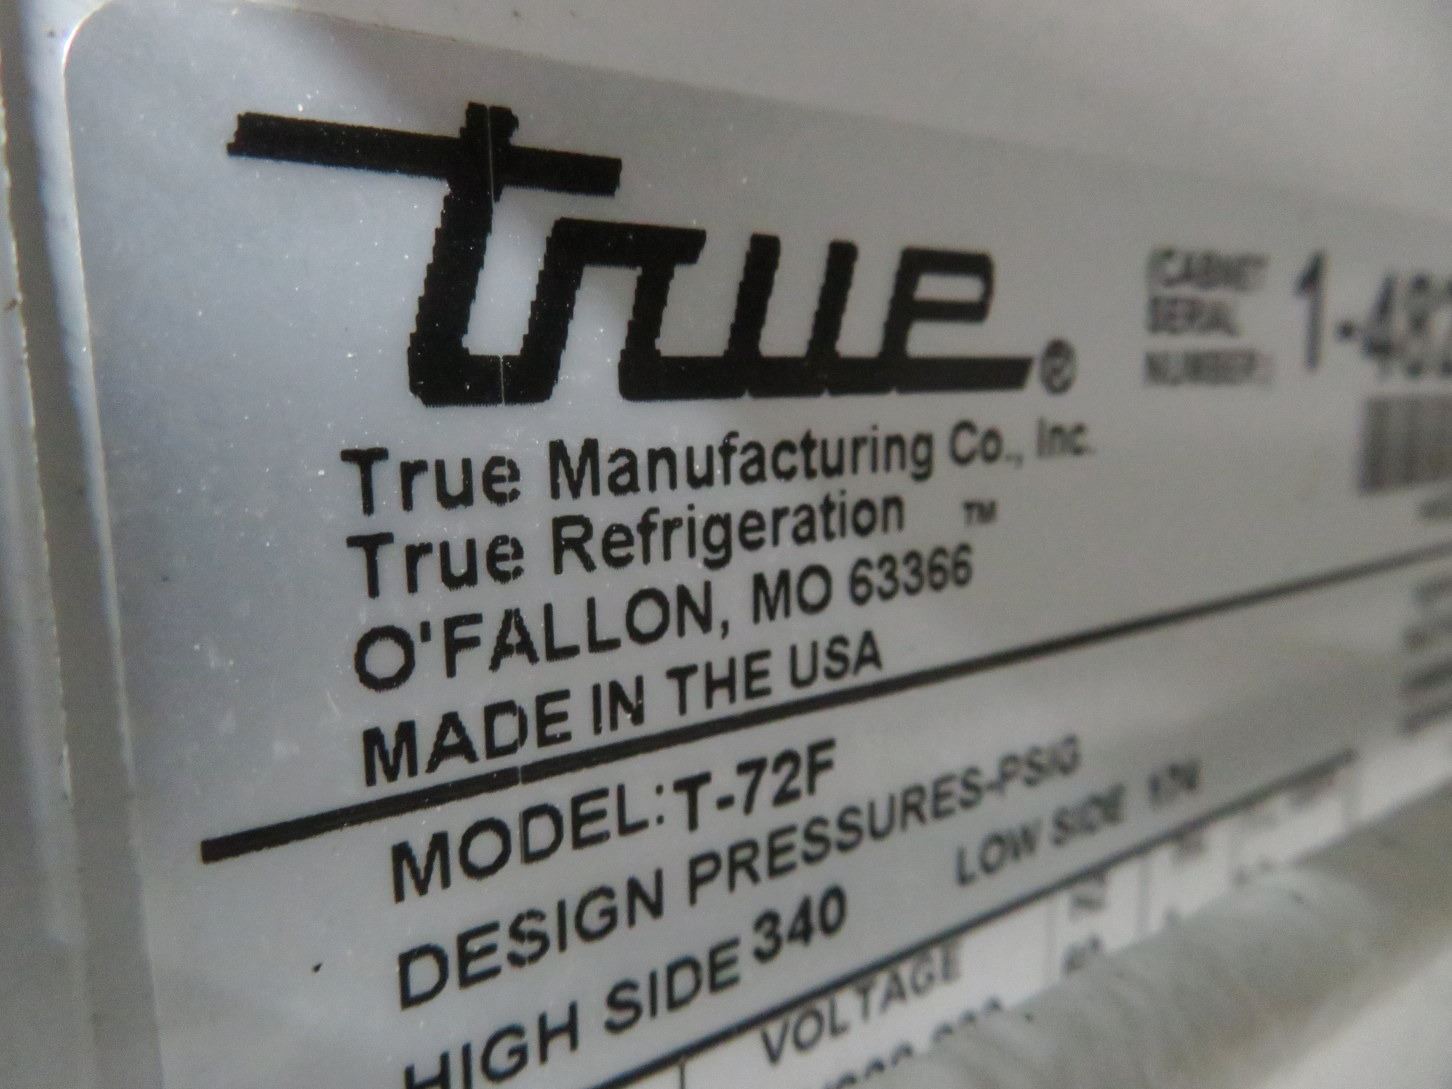 true®
True Manufacturing Co., Inc.
True Refrigeration ™
O'FALLON, MO 63366
MADE IN THE USA
CABINET
SERIAL
NUMBER:
MODEL: T-72F
DESIGN PRESSURES-PSIG
HIGH SIDE 340 LOW SIDE
VOLTAGE